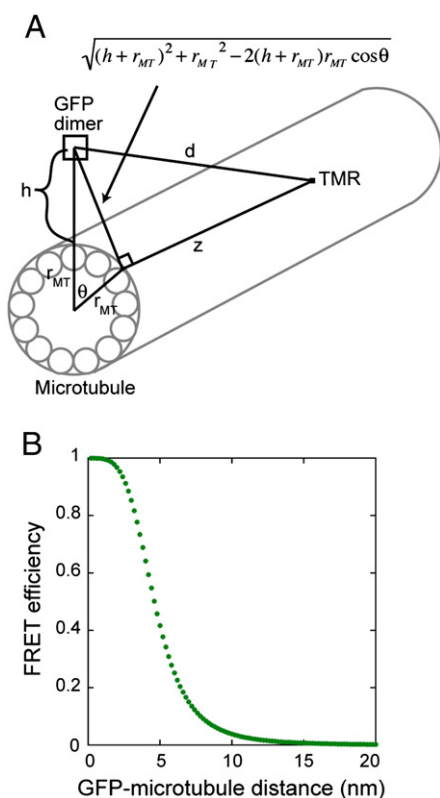 A
√(h + r_MT)² + r_MT² − 2(h + r_MT)r_MT cosθ
GFP
dimer
d
TMR
h
z
r_MT
θ
r_MT
Microtubule
B
1
0.8
0.6
0.4
0.2
0
FRET efficiency
0 5 10 15 20
GFP-microtubule distance (nm)